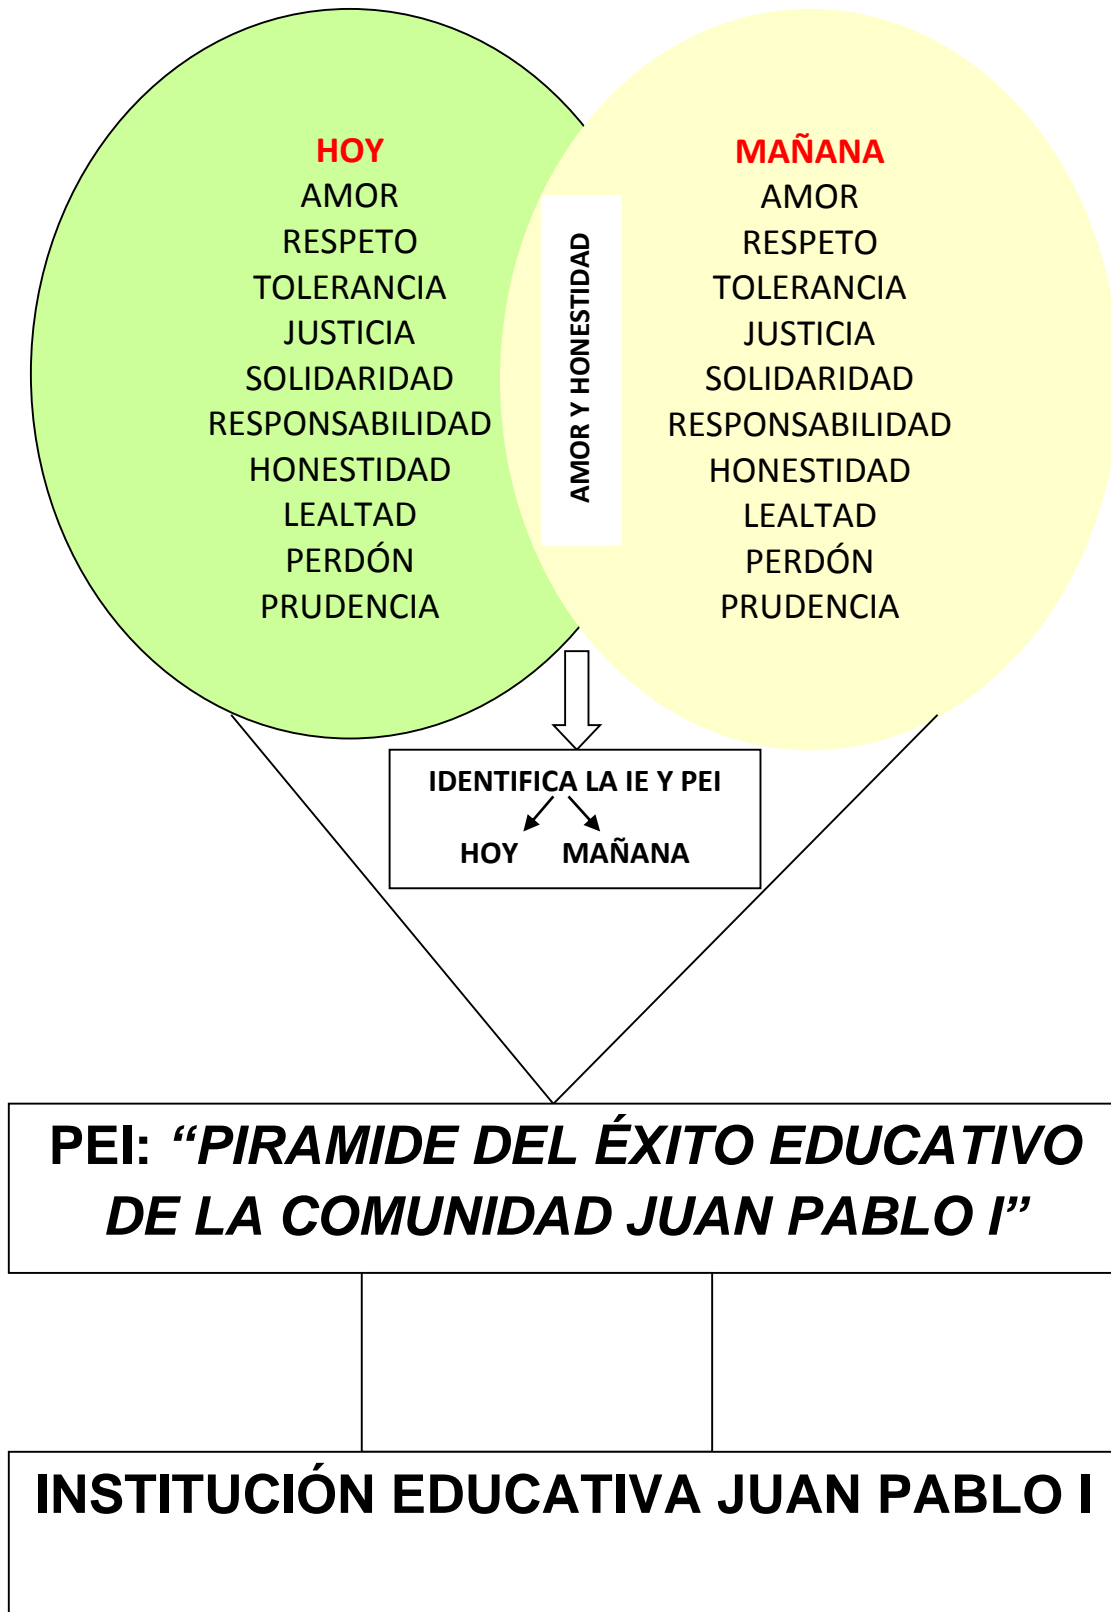 HOY
AMOR
RESPETO
TOLERANCIA
JUSTICIA
SOLIDARIDAD
RESPONSABILIDAD
HONESTIDAD
LEALTAD
PERDÓN
PRUDENCIA
AMOR Y HONESTIDAD
MAÑANA
AMOR
RESPETO
TOLERANCIA
JUSTICIA
SOLIDARIDAD
RESPONSABILIDAD
HONESTIDAD
LEALTAD
PERDÓN
PRUDENCIA
IDENTIFICA LA IE Y PEI
HOY MAÑANA
PEI: “PIRAMIDE DEL ÉXITO EDUCATIVO
DE LA COMUNIDAD JUAN PABLO I”
INSTITUCIÓN EDUCATIVA JUAN PABLO I